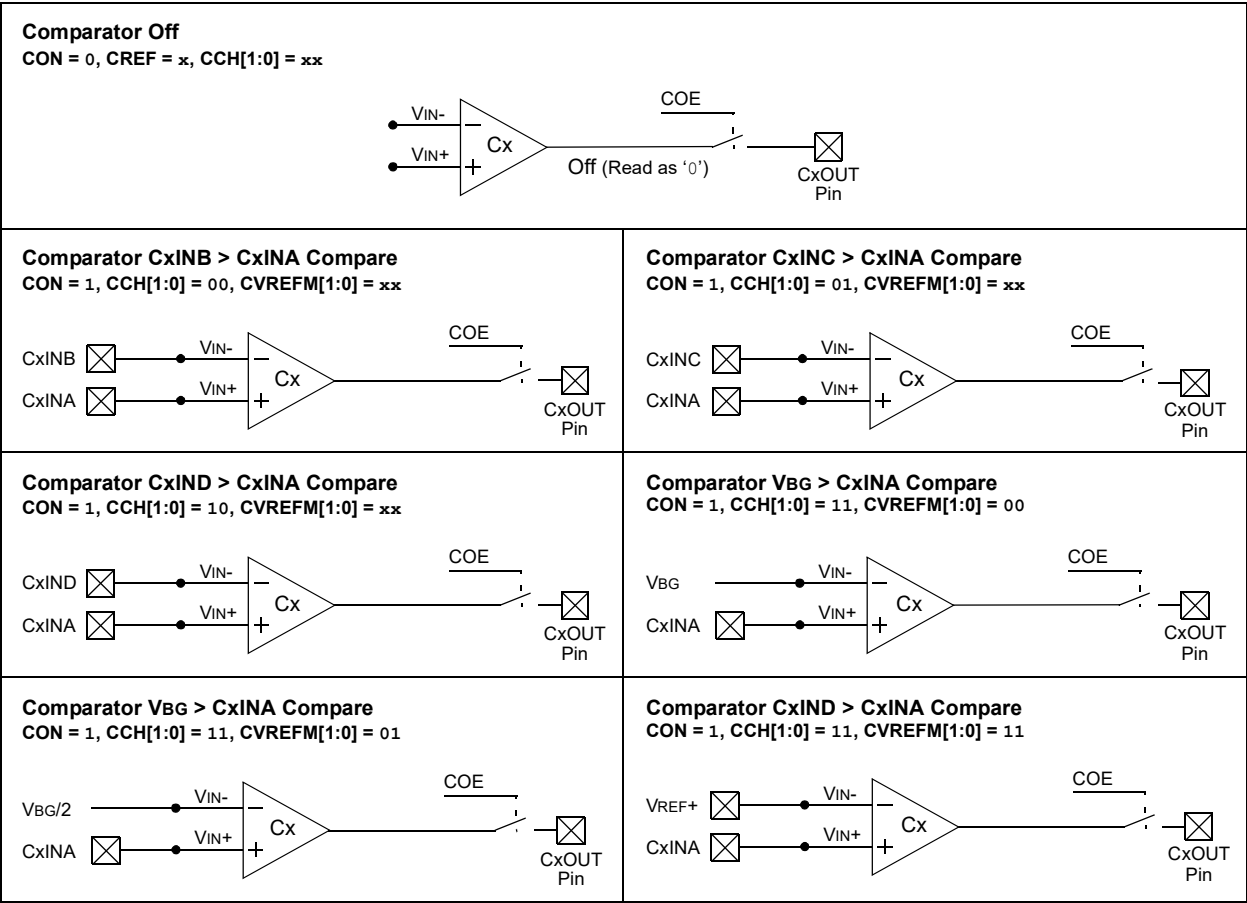 Comparator Off
CON = 0, CREF = x, CCH[1:0] = xx
COE
VIN-
–
Cx
VIN+
+
Off (Read as ‘0’)
CxOUT
Pin
Comparator CxINB > CxINA Compare
CON = 1, CCH[1:0] = 00, CVREFM[1:0] = xx
COE
CxINB
VIN-
–
Cx
CxINA
VIN+
+
CxOUT
Pin
Comparator CxINC > CxINA Compare
CON = 1, CCH[1:0] = 01, CVREFM[1:0] = xx
COE
CxINC
VIN-
–
Cx
CxINA
VIN+
+
CxOUT
Pin
Comparator CxIND > CxINA Compare
CON = 1, CCH[1:0] = 10, CVREFM[1:0] = xx
COE
CxIND
VIN-
–
Cx
CxINA
VIN+
+
CxOUT
Pin
Comparator VBG > CxINA Compare
CON = 1, CCH[1:0] = 11, CVREFM[1:0] = 00
COE
VBG
VIN-
–
Cx
CxINA
VIN+
+
CxOUT
Pin
Comparator VBG > CxINA Compare
CON = 1, CCH[1:0] = 11, CVREFM[1:0] = 01
COE
VBG/2
VIN-
–
Cx
CxINA
VIN+
+
CxOUT
Pin
Comparator CxIND > CxINA Compare
CON = 1, CCH[1:0] = 11, CVREFM[1:0] = 11
COE
VREF+
VIN-
–
Cx
CxINA
VIN+
+
CxOUT
Pin